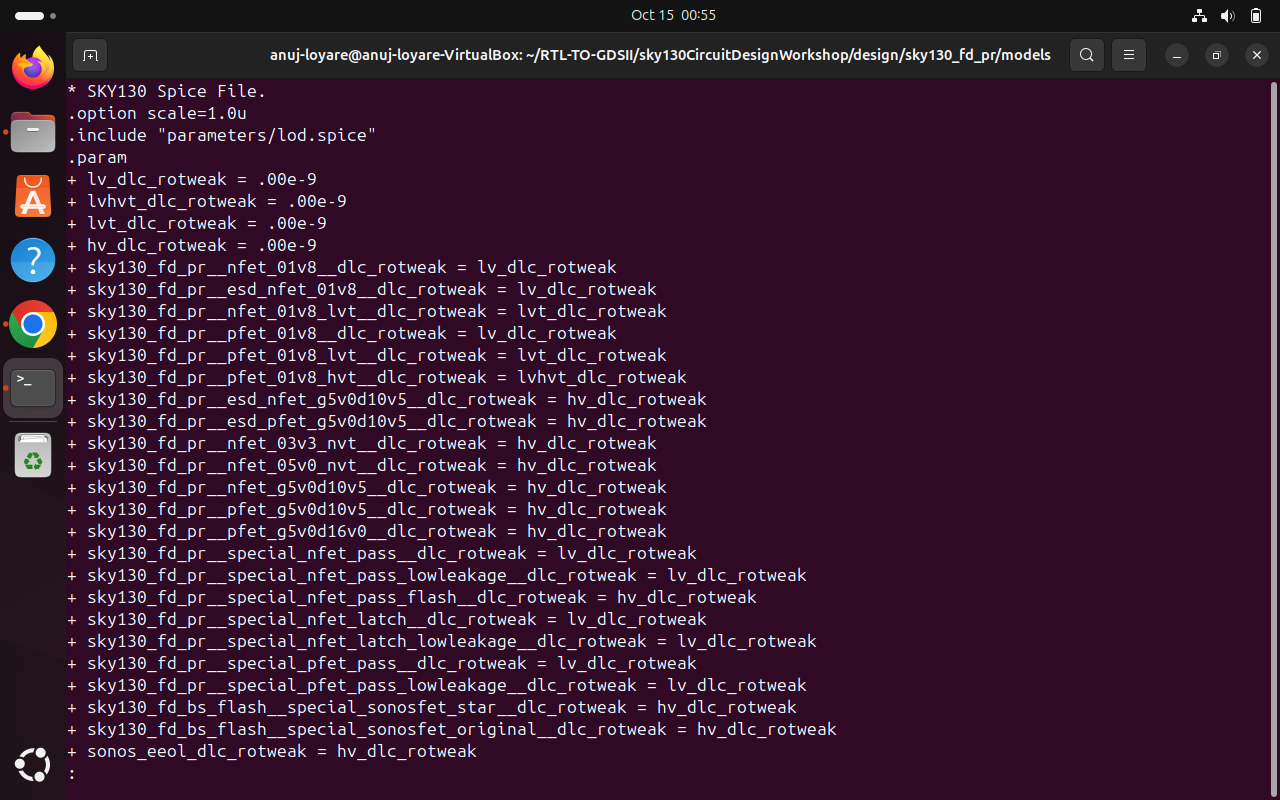 Oct 15 00:55
anuj-loyare@anuj-loyare-VirtualBox: ~/RTL-TO-GDSII/sky130CircuitDesignWorkshop/design/sky130_fd_pr/models
* SKY130 Spice File.
.option scale=1.0u
.include "parameters/lod.spice"
.param
+ lv_dlc_rotweak = .00e-9
+ lvhvt_dlc_rotweak = .00e-9
+ lvt_dlc_rotweak = .00e-9
+ hv_dlc_rotweak = .00e-9
+ sky130_fd_pr__nfet_01v8__dlc_rotweak = lv_dlc_rotweak
+ sky130_fd_pr__esd_nfet_01v8__dlc_rotweak = lv_dlc_rotweak
+ sky130_fd_pr__nfet_01v8_lvt__dlc_rotweak = lvt_dlc_rotweak
+ sky130_fd_pr__pfet_01v8__dlc_rotweak = lv_dlc_rotweak
+ sky130_fd_pr__pfet_01v8_lvt__dlc_rotweak = lvt_dlc_rotweak
+ sky130_fd_pr__pfet_01v8_hvt__dlc_rotweak = lvhvt_dlc_rotweak
+ sky130_fd_pr__esd_nfet_g5v0d10v5__dlc_rotweak = hv_dlc_rotweak
+ sky130_fd_pr__esd_pfet_g5v0d10v5__dlc_rotweak = hv_dlc_rotweak
+ sky130_fd_pr__nfet_03v3_nvt__dlc_rotweak = hv_dlc_rotweak
+ sky130_fd_pr__nfet_05v0_nvt__dlc_rotweak = hv_dlc_rotweak
+ sky130_fd_pr__nfet_g5v0d10v5__dlc_rotweak = hv_dlc_rotweak
+ sky130_fd_pr__pfet_g5v0d10v5__dlc_rotweak = hv_dlc_rotweak
+ sky130_fd_pr__pfet_g5v0d16v0__dlc_rotweak = hv_dlc_rotweak
+ sky130_fd_pr__special_nfet_pass__dlc_rotweak = lv_dlc_rotweak
+ sky130_fd_pr__special_nfet_pass_lowleakage__dlc_rotweak = lv_dlc_rotweak
+ sky130_fd_pr__special_nfet_pass_flash__dlc_rotweak = hv_dlc_rotweak
+ sky130_fd_pr__special_nfet_latch__dlc_rotweak = lv_dlc_rotweak
+ sky130_fd_pr__special_nfet_latch_lowleakage__dlc_rotweak = lv_dlc_rotweak
+ sky130_fd_pr__special_pfet_pass__dlc_rotweak = lv_dlc_rotweak
+ sky130_fd_pr__special_pfet_pass_lowleakage__dlc_rotweak = lv_dlc_rotweak
+ sky130_fd_bs_flash__special_sonosfet_star__dlc_rotweak = hv_dlc_rotweak
+ sky130_fd_bs_flash__special_sonosfet_original__dlc_rotweak = hv_dlc_rotweak
+ sonos_eeol_dlc_rotweak = hv_dlc_rotweak
: